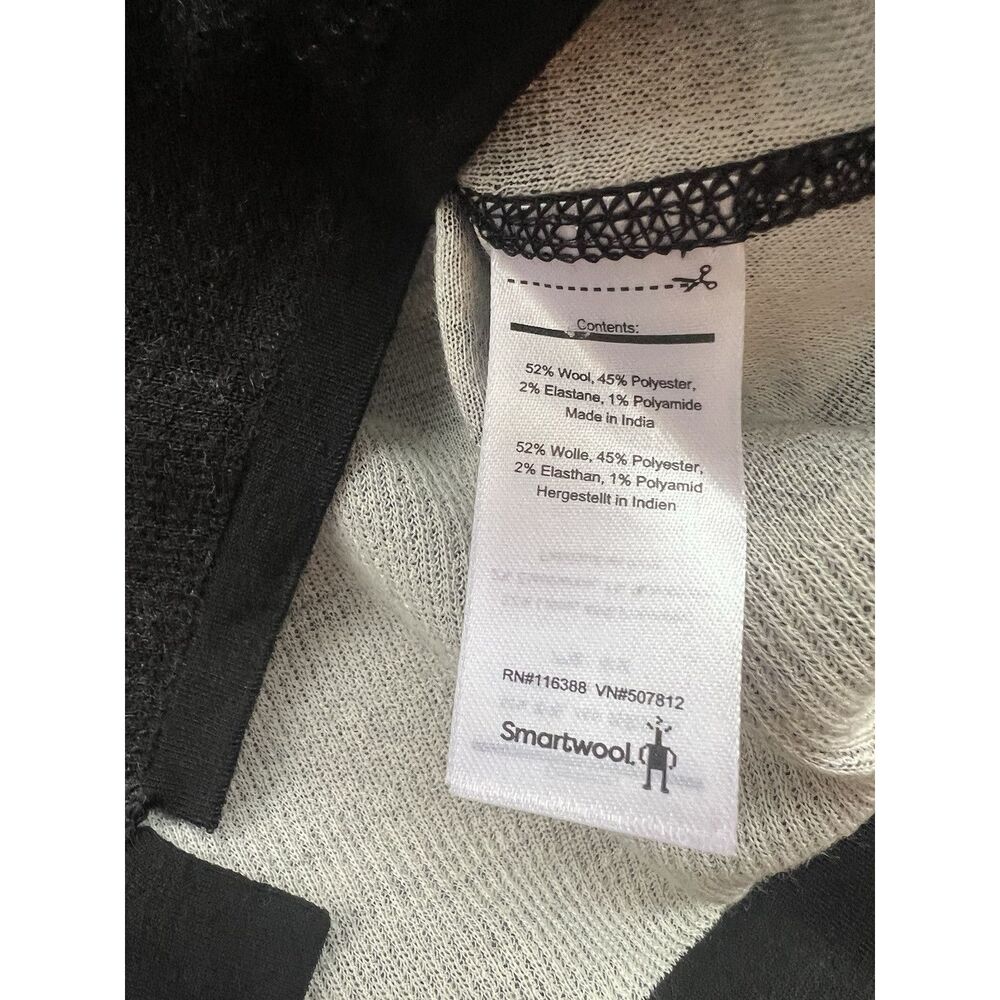 Contents:
52% Wool, 45% Polyester,
2% Elastane, 1% Polyamide
Made in India
52% Wolle, 45% Polyester,
2% Elasthan, 1% Polyamid
Hergestellt in Indien
RN#116388 VN#507812
Smartwool.